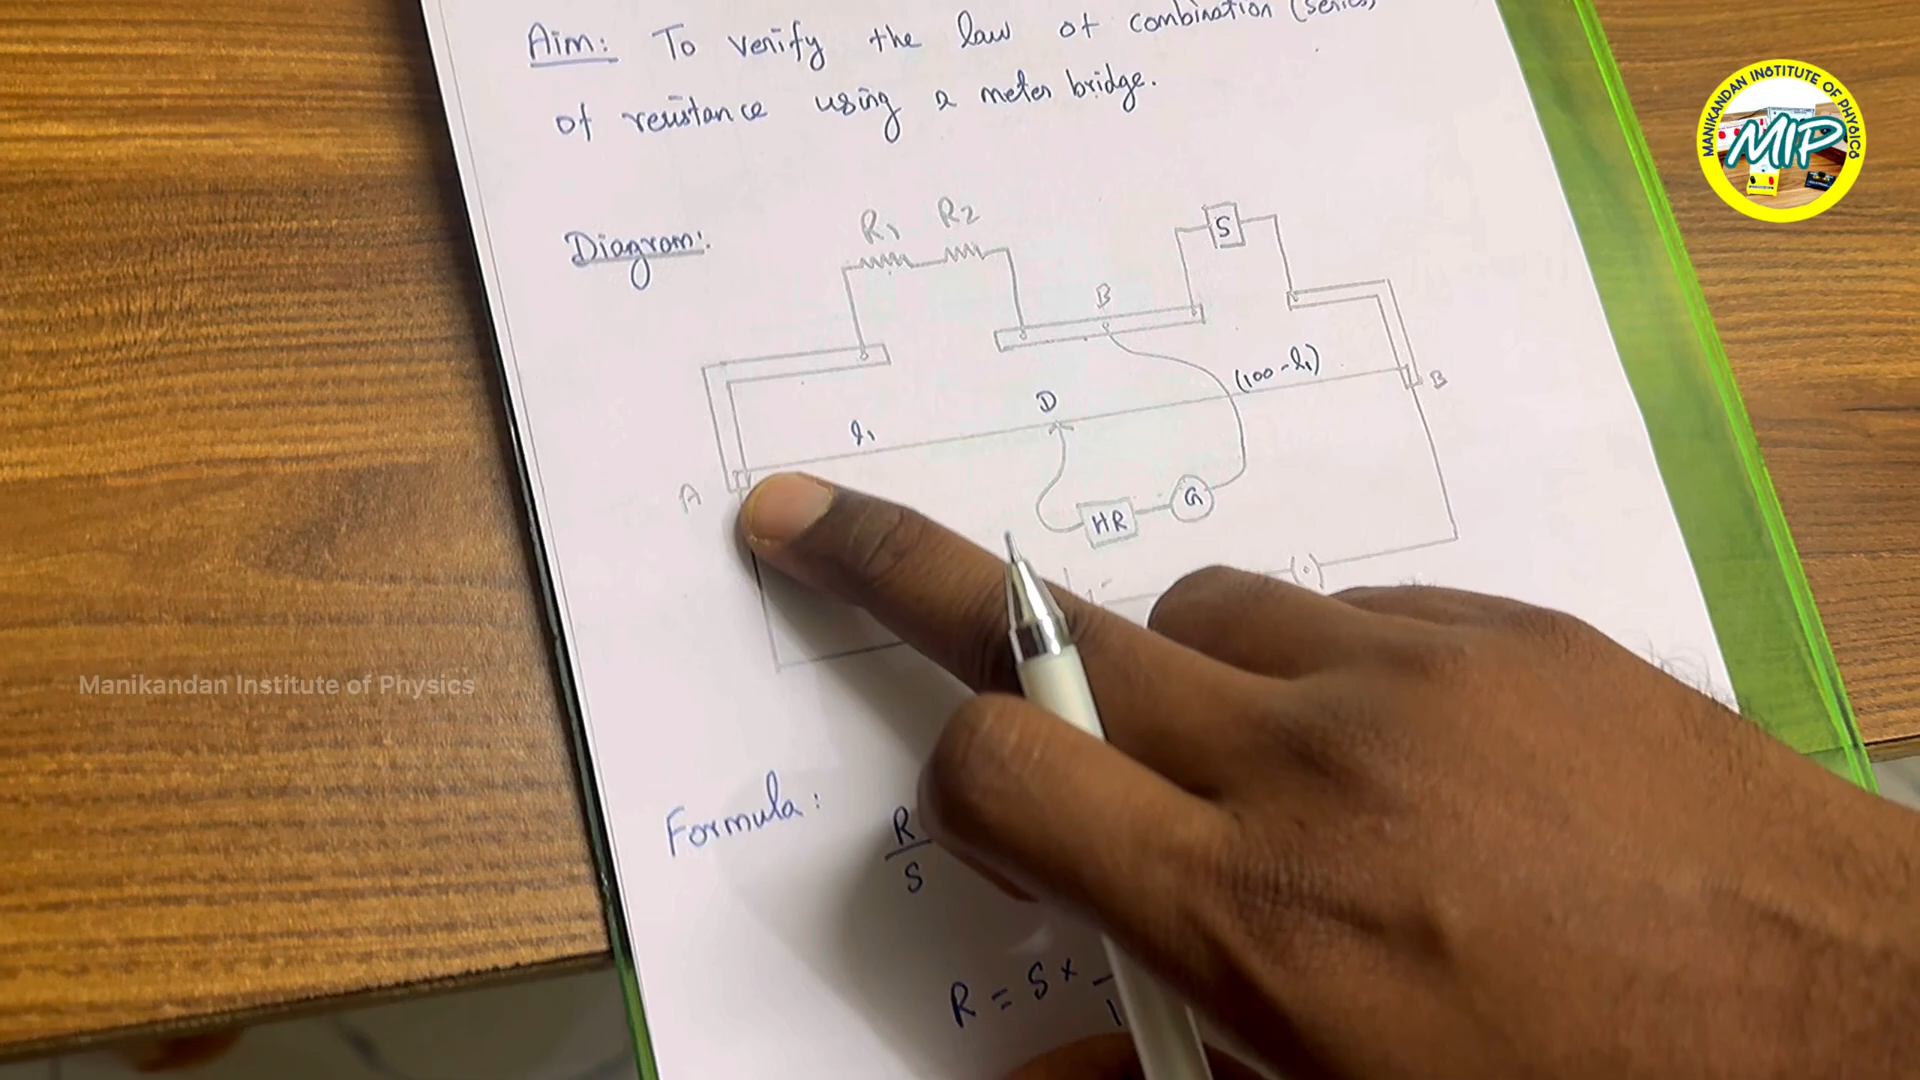 Aim: To verify the law of combination (series)
of resistance using a meter bridge.
MANIKANDAN INSTITUTE OF PHYSICS
MIP
Diagram:
R1 R2
S
B
(100-l1)
B
D
l1
A
HR
G
Manikandan Institute of Physics
Formula:
R
S
R = S ×
1